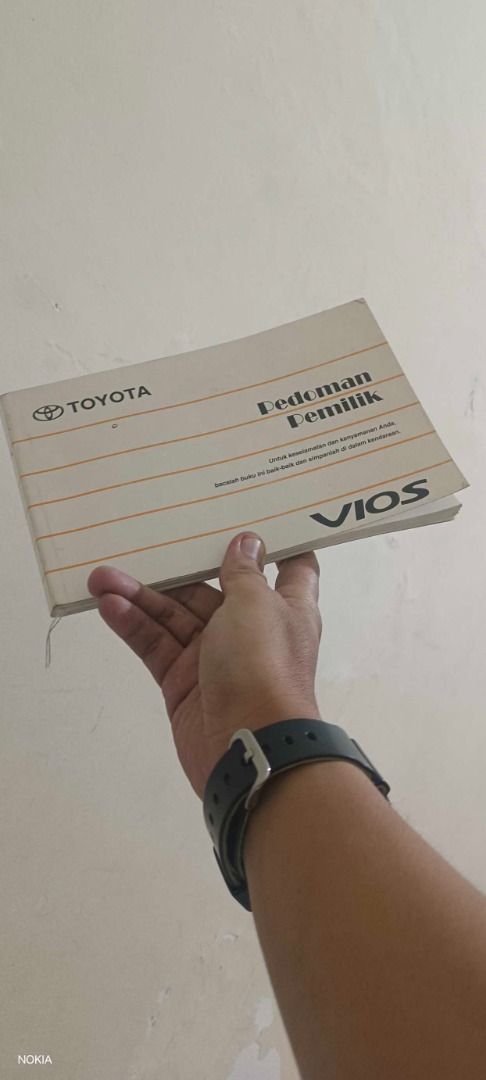 TOYOTA
Pedoman
Pemilik
Untuk keselamatan dan kenyamanan Anda,
bacalah buku ini baik-baik dan simpanlah di dalam kendaraan.
VIOS
NOKIA